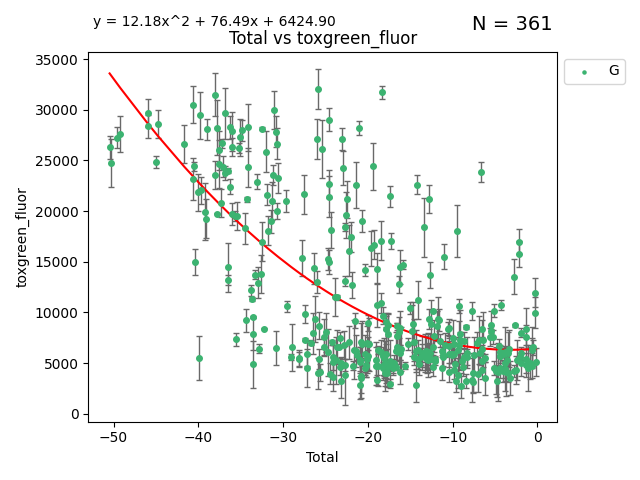 y = 12.18x^2 + 76.49x + 6424.90
N = 361
Total vs toxgreen_fluor
G
toxgreen_fluor
35000
30000
25000
20000
15000
10000
5000
0
−50
−40
−30
−20
−10
0
Total